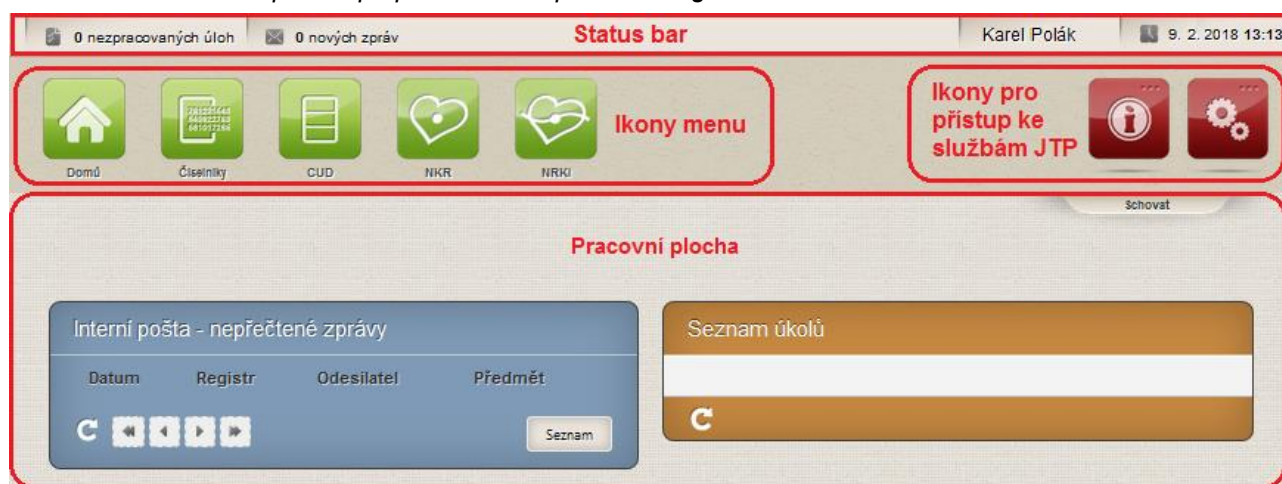 0 nezpracovaných úloh 0 nových zpráv Status bar Karel Polák 9. 2. 2018 13:13
Ikony menu
Domů Číselníky CUD NKR NRKI
Ikony pro
přístup ke
službám JTP
Schovat
Pracovní plocha
Interní pošta - nepřečtené zprávy
Datum Registr Odesílatel Předmět
Seznam
Seznam úkolů